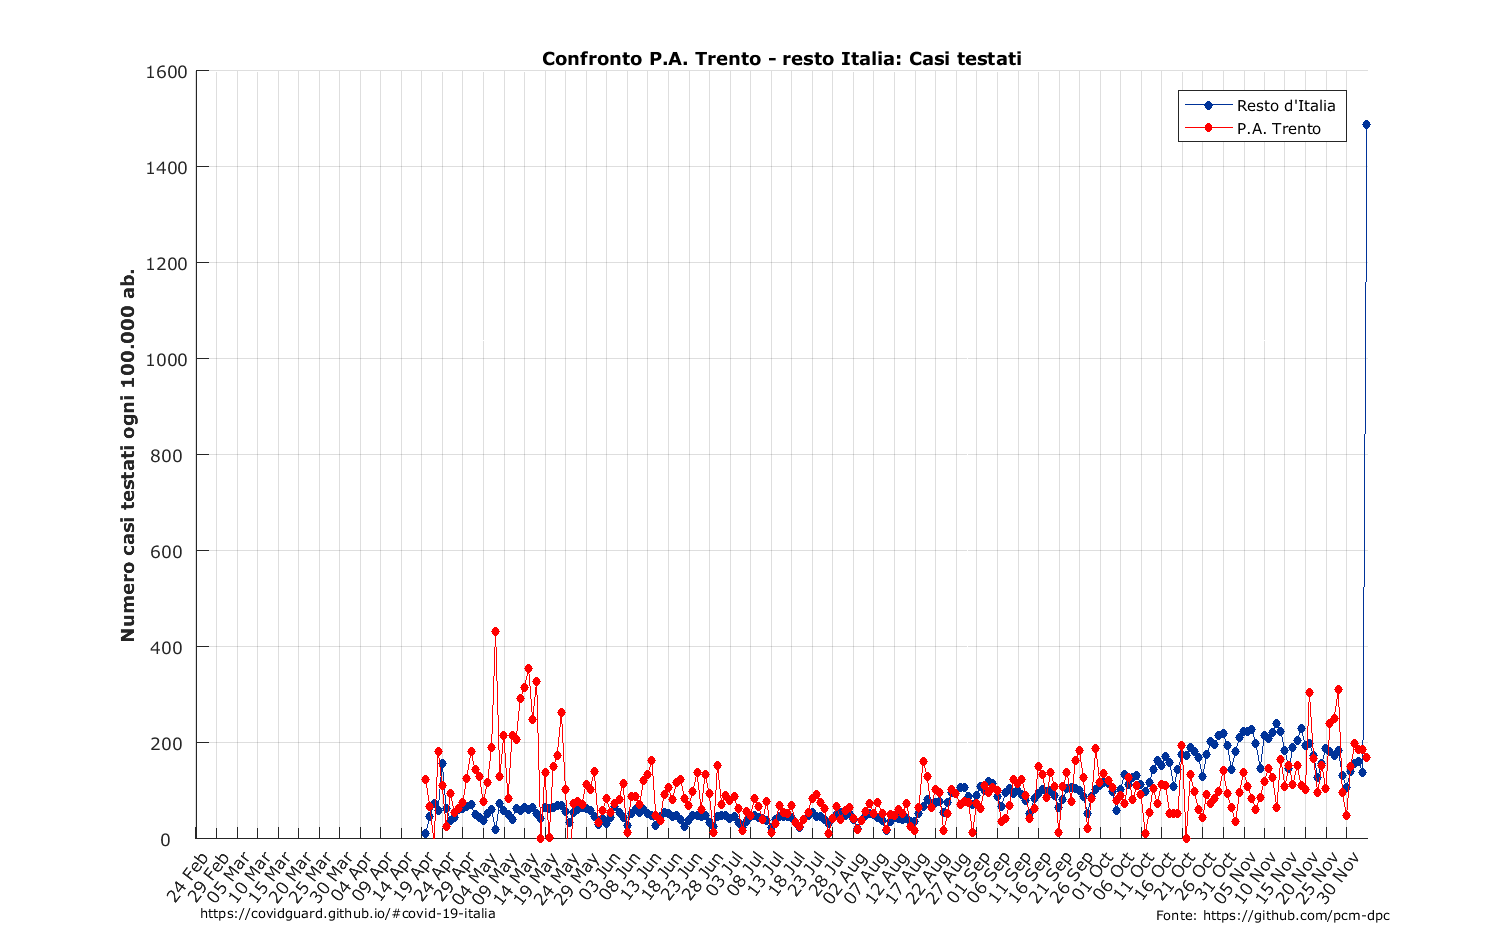 Confronto P.A. Trento - resto Italia: Casi testati
Resto d'Italia
P.A. Trento
Numero casi testati ogni 100.000 ab.
1600
1400
1200
1000
800
600
400
200
0
24 Feb
29 Feb
05 Mar
10 Mar
15 Mar
20 Mar
25 Mar
30 Mar
04 Apr
09 Apr
14 Apr
19 Apr
24 Apr
29 Apr
04 May
09 May
14 May
19 May
24 May
29 May
03 Jun
08 Jun
13 Jun
18 Jun
23 Jun
28 Jun
03 Jul
08 Jul
13 Jul
18 Jul
23 Jul
28 Jul
02 Aug
07 Aug
12 Aug
17 Aug
22 Aug
27 Aug
01 Sep
06 Sep
11 Sep
16 Sep
21 Sep
26 Sep
01 Oct
06 Oct
11 Oct
16 Oct
21 Oct
26 Oct
31 Oct
05 Nov
10 Nov
15 Nov
20 Nov
25 Nov
30 Nov
https://covidguard.github.io/#covid-19-italia
Fonte: https://github.com/pcm-dpc